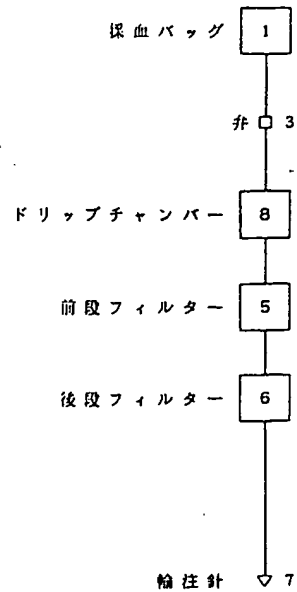 採血バッグ 1
弁 3
ドリップチャンバー 8
前段フィルター 5
後段フィルター 6
輸注針 7